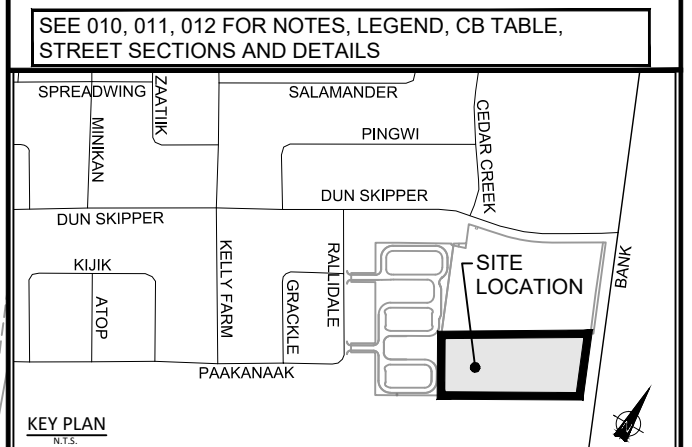 SEE 010, 011, 012 FOR NOTES, LEGEND, CB TABLE,
STREET SECTIONS AND DETAILS
SPREADWING
ZAATIIK
SALAMANDER
MINIKAN
PINGWI
CEDAR CREEK
DUN SKIPPER
DUN SKIPPER
KIJIK
ATOP
KELLY FARM
GRACKLE
RALLIDALE
SITE
LOCATION
BANK
PAAKANAAK
KEY PLAN
N.T.S.